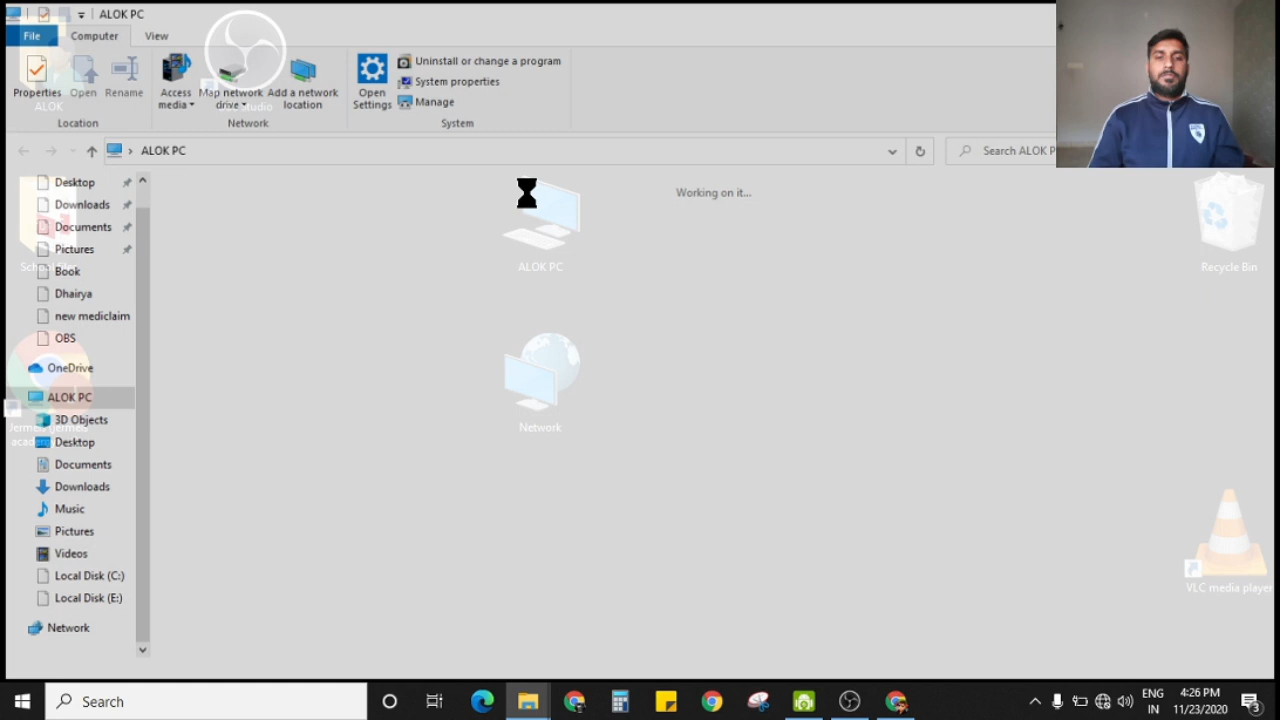 ALOK PC
File
Computer
View
Properties
Open
Rename
Access
media
Map network
drive
Add a network
location
Open
Settings
Uninstall or change a program
System properties
Manage
Location
Network
System
ALOK
Studio
ALOK PC
Search ALOK P
Working on it...
Desktop
Downloads
Documents
Pictures
Book
Dhairya
new mediclaim
OBS
OneDrive
ALOK PC
3D Objects
Desktop
Documents
Downloads
Music
Pictures
Videos
Local Disk (C:)
Local Disk (E:)
Network
ALOK PC
Network
Recycle Bin
VLC media player
Search
ENG
IN
4:26 PM
11/23/2020
3